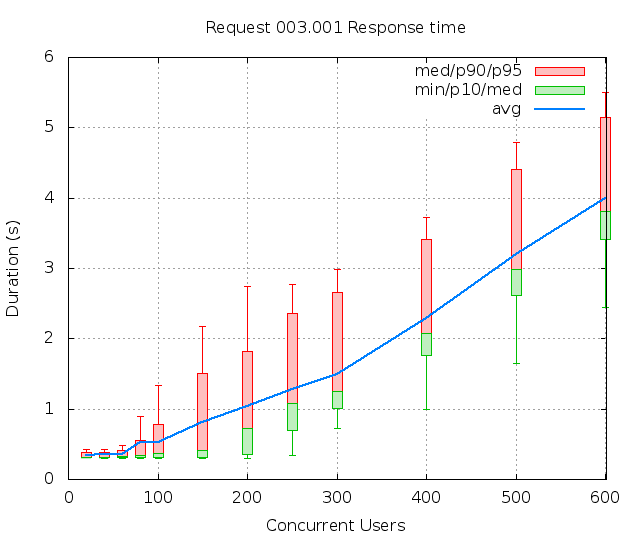 Request 003.001 Response time
med/p90/p95
min/p10/med
avg
Duration (s)
6
5
4
3
2
1
0
0 100 200 300 400 500 600
Concurrent Users